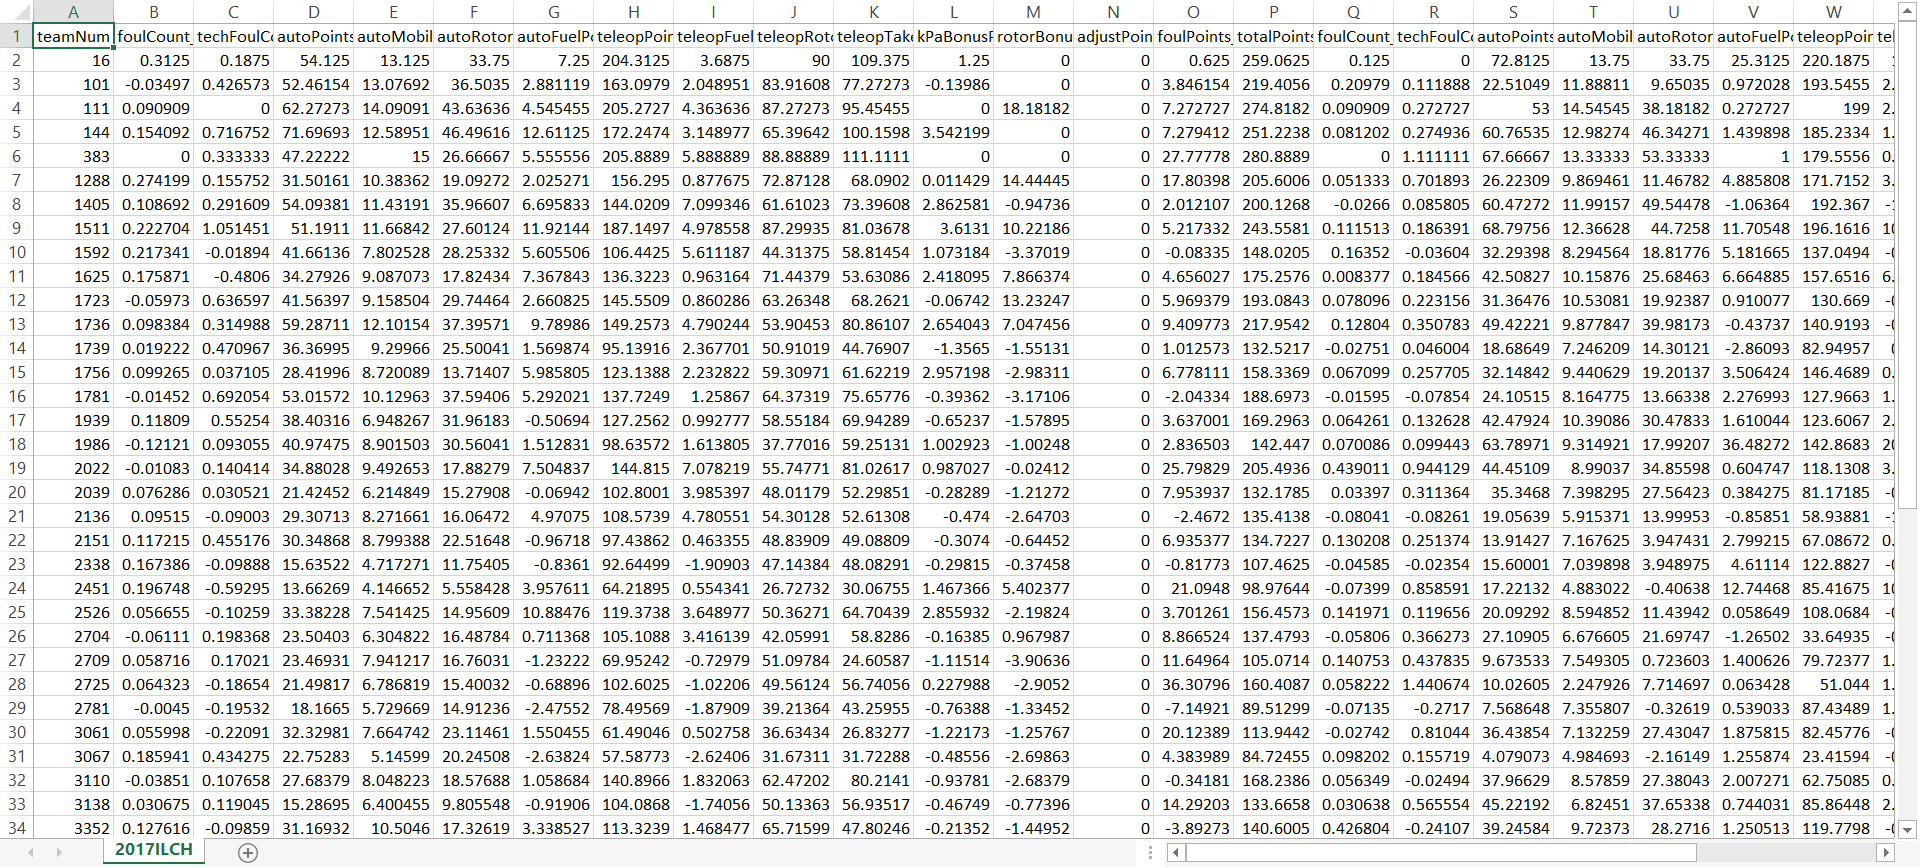 A B C D E F G H I J K L M N O P Q R S T U V W
1 teamNum foulCount_ techFoulCo autoPoints autoMobil autoRotor autoFuelPo teleopPoin teleopFuel teleopRoto teleopTake kPaBonusP rotorBonu adjustPoin foulPoints_ totalPoints foulCount_ techFoulCo autoPoints autoMobil autoRotor autoFuelPo teleopPoin tel
2 16 0.3125 0.1875 54.125 13.125 33.75 7.25 204.3125 3.6875 90 109.375 1.25 0 0 0.625 259.0625 0.125 0 72.8125 13.75 33.75 25.3125 220.1875
3 101 -0.03497 0.426573 52.46154 13.07692 36.5035 2.881119 163.0979 2.048951 83.91608 77.27273 -0.13986 0 0 3.846154 219.4056 0.20979 0.111888 22.51049 11.88811 9.65035 0.972028 193.5455 2.
4 111 0.090909 0 62.27273 14.09091 43.63636 4.545455 205.2727 4.363636 87.27273 95.45455 0 18.18182 0 7.272727 274.8182 0.090909 0.272727 53 14.54545 38.18182 0.272727 199 2.
5 144 0.154092 0.716752 71.69693 12.58951 46.49616 12.61125 172.2474 3.148977 65.39642 100.1598 3.542199 0 0 7.279412 251.2238 0.081202 0.274936 60.76535 12.98274 46.34271 1.439898 185.2334 1.
6 383 0 0.333333 47.22222 15 26.66667 5.555556 205.8889 5.888889 88.88889 111.1111 0 0 0 27.77778 280.8889 0 1.111111 67.66667 13.33333 53.33333 1 179.5556 0.
7 1288 0.274199 0.155752 31.50161 10.38362 19.09272 2.025271 156.295 0.877675 72.87128 68.0902 0.011429 14.44445 0 17.80398 205.6006 0.051333 0.701893 26.22309 9.869461 11.46782 4.885808 171.7152 3.
8 1405 0.108692 0.291609 54.09381 11.43191 35.96607 6.695833 144.0209 7.099346 61.61023 73.39608 2.862581 -0.94736 0 2.012107 200.1268 -0.0266 0.085805 60.47272 11.99157 49.54478 -1.06364 192.367
9 1511 0.222704 1.051451 51.1911 11.66842 27.60124 11.92144 187.1497 4.978558 87.29935 81.03678 3.6131 10.22186 0 5.217332 243.5581 0.111513 0.186391 68.79756 12.36628 44.7258 11.70548 196.1616 10
10 1592 0.217341 -0.01894 41.66136 7.802528 28.25332 5.605506 106.4425 5.611187 44.31375 58.81454 1.073184 -3.37019 0 -0.08335 148.0205 0.16352 -0.03604 32.29398 8.294564 18.81776 5.181665 137.0494
11 1625 0.175871 -0.4806 34.27926 9.087073 17.82434 7.367843 136.3223 0.963164 71.44379 53.63086 2.418095 7.866374 0 4.656027 175.2576 0.008377 0.184566 42.50827 10.15876 25.68463 6.664885 157.6516 6.
12 1723 -0.05973 0.636597 41.56397 9.158504 29.74464 2.660825 145.5509 0.860286 63.26348 68.2621 -0.06742 13.23247 0 5.969379 193.0843 0.078096 0.223156 31.36476 10.53081 19.92387 0.910077 130.669
13 1736 0.098384 0.314988 59.28711 12.10154 37.39571 9.78986 149.2573 4.790244 53.90453 80.86107 2.654043 7.047456 0 9.409773 217.9542 0.12804 0.350783 49.42221 9.877847 39.98173 -0.43737 140.9193
14 1739 0.019222 0.470967 36.36995 9.29966 25.50041 1.569874 95.13916 2.367701 50.91019 44.76907 -1.3565 -1.55131 0 1.012573 132.5217 -0.02751 0.046004 18.68649 7.246209 14.30121 -2.86093 82.94957
15 1756 0.099265 0.037105 28.41996 8.720089 13.71407 5.985805 123.1388 2.232822 59.30971 61.62219 2.957198 -2.98311 0 6.778111 158.3369 0.067099 0.257705 32.14842 9.440629 19.20137 3.506424 146.4689 0.
16 1781 -0.01452 0.692054 53.01572 10.12963 37.59406 5.292021 137.7249 1.25867 64.37319 75.65776 -0.39362 -3.17106 0 -2.04334 188.6973 -0.01595 -0.07854 24.10515 8.164775 13.66338 2.276993 127.9663 1.
17 1939 0.11809 0.55254 38.40316 6.948267 31.96183 -0.50694 127.2562 0.992777 58.55184 69.94289 -0.65237 -1.57895 0 3.637001 169.2963 0.064261 0.132628 42.47924 10.39086 30.47833 1.610044 123.6067 2.
18 1986 -0.12121 0.093055 40.97475 8.901503 30.56041 1.512831 98.63572 1.613805 37.77016 59.25131 1.002923 -1.00248 0 2.836503 142.447 0.070086 0.099443 63.78971 9.314921 17.99207 36.48272 142.8683 20
19 2022 -0.01083 0.140414 34.88028 9.492653 17.88279 7.504837 144.815 7.078219 55.74771 81.02617 0.987027 -0.02412 0 25.79829 205.4936 0.439011 0.944129 44.45109 8.99037 34.85598 0.604747 118.1308 3.
20 2039 0.076286 0.030521 21.42452 6.214849 15.27908 -0.06942 102.8001 3.985397 48.01179 52.29851 -0.28289 -1.21272 0 7.953937 132.1785 0.03397 0.311364 35.3468 7.398295 27.56423 0.384275 81.17185
21 2136 0.09515 -0.09003 29.30713 8.271661 16.06472 4.97075 108.5739 4.780551 54.30128 52.61308 -0.474 -2.64703 0 -2.4672 135.4138 -0.08041 -0.08261 19.05639 5.915371 13.99953 -0.85851 58.93881
22 2151 0.117215 0.455176 30.34868 8.799388 22.51648 -0.96718 97.43862 0.463355 48.83909 49.08809 -0.3074 -0.64452 0 6.935377 134.7227 0.130208 0.251374 13.91427 7.167625 3.947431 2.799215 67.08672 0.
23 2338 0.167386 -0.09888 15.63522 4.717271 11.75405 -0.8361 92.64499 -1.90903 47.14384 48.08291 -0.29815 -0.37458 0 -0.81773 107.4625 -0.04585 -0.02354 15.60001 7.039898 3.948975 4.61114 122.8827
24 2451 0.196748 -0.59295 13.66269 4.146652 5.558428 3.957611 64.21895 0.554341 26.72732 30.06755 1.467366 5.402377 0 21.0948 98.97644 -0.07399 0.858591 17.22132 4.883022 -0.40638 12.74468 85.41675 10
25 2526 0.056655 -0.10259 33.38228 7.541425 14.95609 10.88476 119.3738 3.648977 50.36271 64.70439 2.855932 -2.19824 0 3.701261 156.4573 0.141971 0.119656 20.09292 8.594852 11.43942 0.058649 108.0684
26 2704 -0.06111 0.198368 23.50403 6.304822 16.48784 0.711368 105.1088 3.416139 42.05991 58.8286 -0.16385 0.967987 0 8.866524 137.4793 -0.05806 0.366273 27.10905 6.676605 21.69747 -1.26502 33.64935
27 2709 0.058716 0.17021 23.46931 7.941217 16.76031 -1.23222 69.95242 -0.72979 51.09784 24.60587 -1.11514 -3.90636 0 11.64964 105.0714 0.140753 0.437835 9.673533 7.549305 0.723603 1.400626 79.72377 1.
28 2725 0.064323 -0.18654 21.49817 6.786819 15.40032 -0.68896 102.6025 -1.02206 49.56124 56.74056 0.227988 -2.9052 0 36.30796 160.4087 0.058222 1.440674 10.02605 2.247926 7.714697 0.063428 51.044 1.
29 2781 -0.0045 -0.19532 18.1665 5.729669 14.91236 -2.47552 78.49569 -1.87909 39.21364 43.25955 -0.76388 -1.33452 0 -7.14921 89.51299 -0.07135 -0.2717 7.568648 7.355807 -0.32619 0.539033 87.43489 1.
30 3061 0.055998 -0.22091 32.32981 7.664742 23.11461 1.550455 61.49046 0.502758 36.63434 26.83277 -1.22173 -1.25767 0 20.12389 113.9442 -0.02742 0.81044 36.43854 7.132259 27.43047 1.875815 82.45776
31 3067 0.185941 0.434275 22.75283 5.14599 20.24508 -2.63824 57.58773 -2.62406 31.67311 31.72288 -0.48556 -2.69863 0 4.383989 84.72455 0.098202 0.155719 4.079073 4.984693 -2.16149 1.255874 23.41594
32 3110 -0.03851 0.107658 27.68379 8.048223 18.57688 1.058684 140.8966 1.832063 62.47202 80.2141 -0.93781 -2.68379 0 -0.34181 168.2386 0.056349 -0.02494 37.96629 8.57859 27.38043 2.007271 62.75085 0.
33 3138 0.030675 0.119045 15.28695 6.400455 9.805548 -0.91906 104.0868 -1.74056 50.13363 56.93517 -0.46749 -0.77396 0 14.29203 133.6658 0.030638 0.565554 45.22192 6.82451 37.65338 0.744031 85.86448 2.
34 3352 0.127616 -0.09859 31.16932 10.5046 17.32619 3.338527 113.3239 1.468477 65.71599 47.80246 -0.21352 -1.44952 0 -3.89273 140.6005 0.426804 -0.24107 39.24584 9.72373 28.2716 1.250513 119.7798
2017ILCH